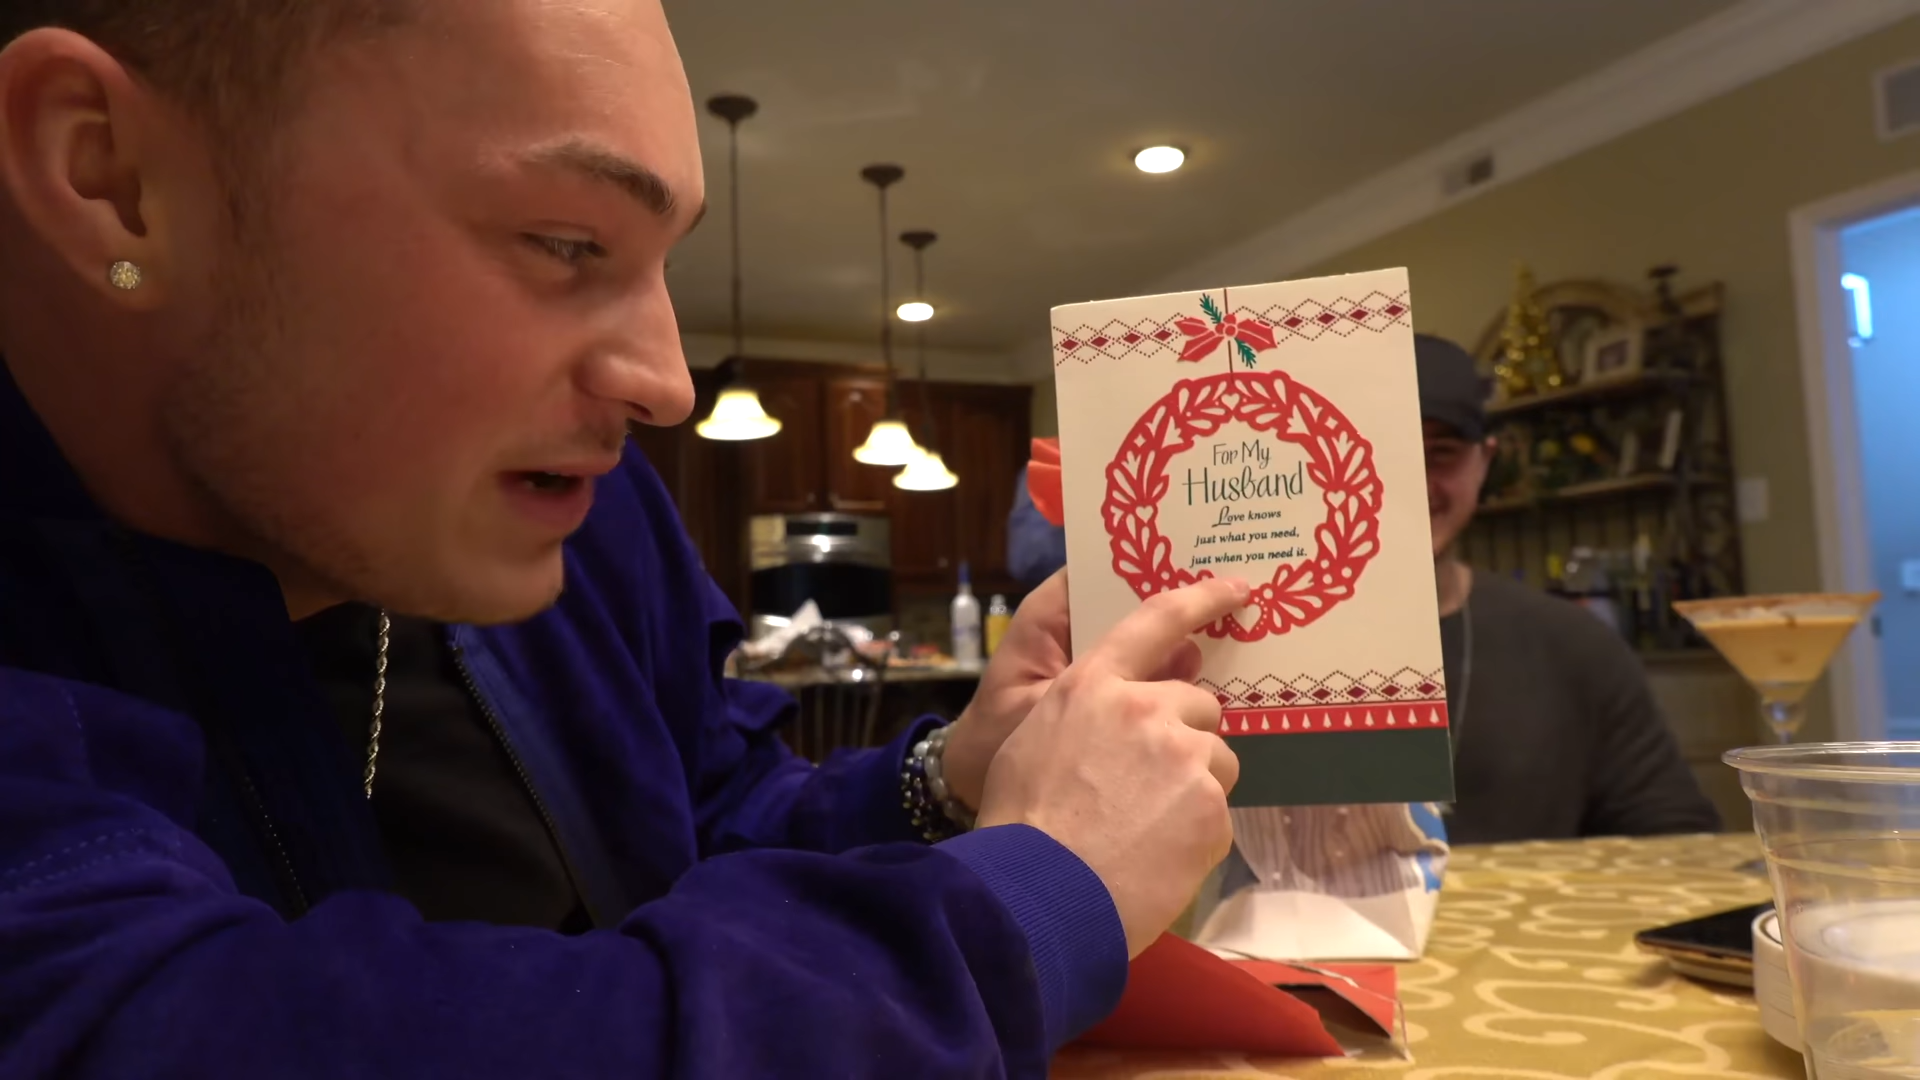 For My
Husband
Love knows
just what you need,
just when you need it.